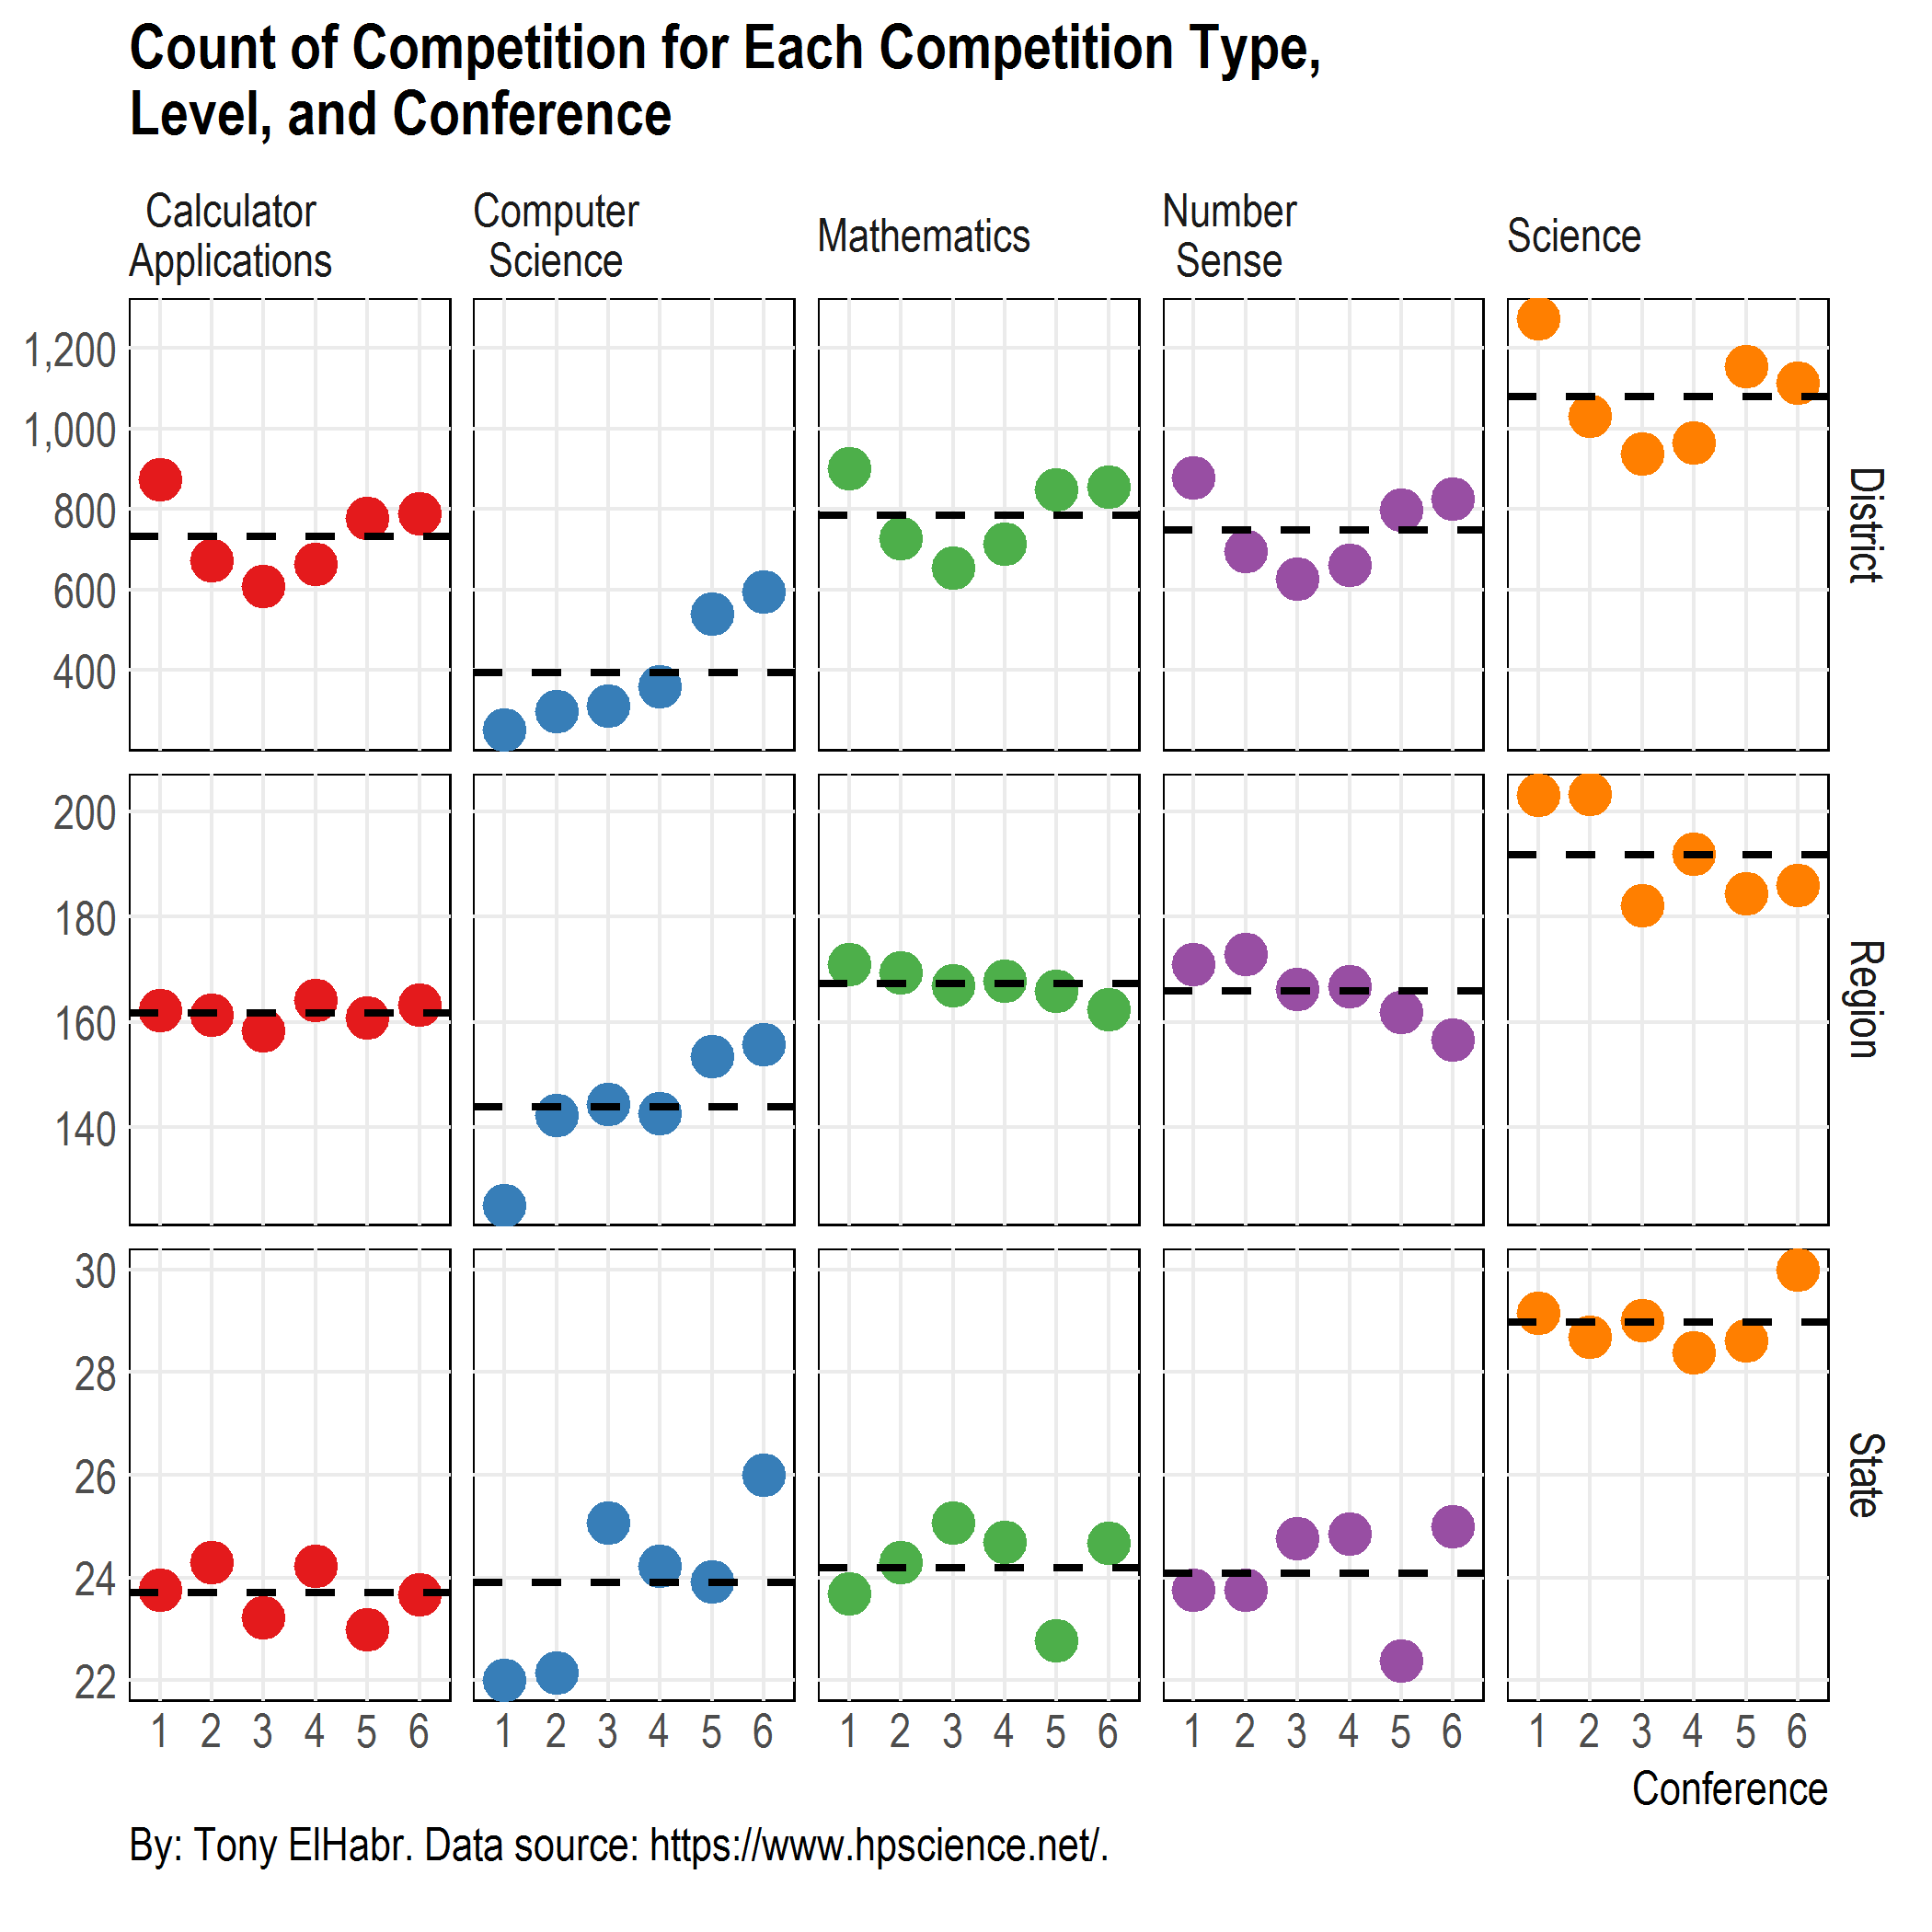 Count of Competition for Each Competition Type,
Level, and Conference
Calculator
Applications
Computer
Science
Mathematics
Number
Sense
Science
1,200
1,000
800
600
400
District
200
180
160
140
Region
30
28
26
24
22
State
1 2 3 4 5 6
1 2 3 4 5 6
1 2 3 4 5 6
1 2 3 4 5 6
1 2 3 4 5 6
Conference
By: Tony ElHabr. Data source: https://www.hpscience.net/.